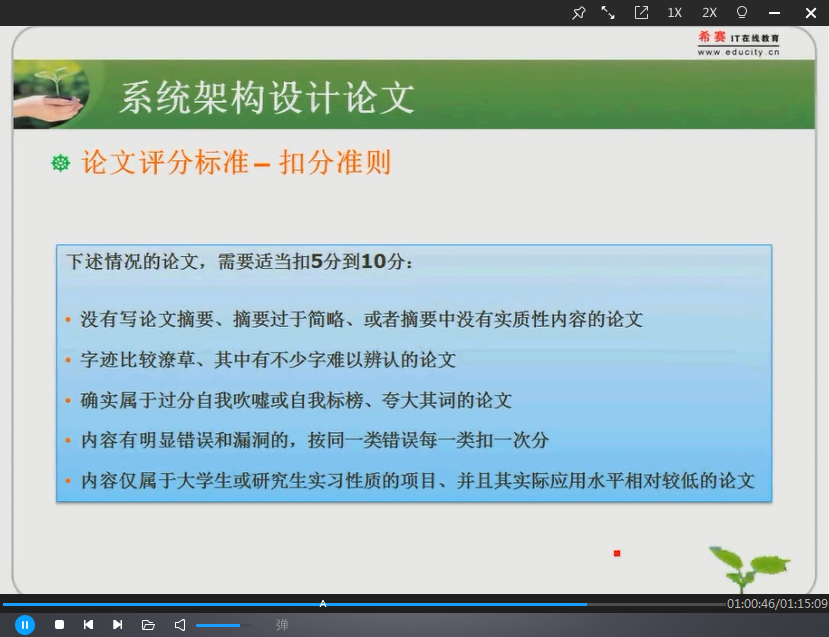 1X 2X
希赛 IT在线教育
www educity.cn
系统架构设计论文
论文评分标准–扣分准则
下述情况的论文，需要适当扣5分到10分：
• 没有写论文摘要、摘要过于简略、或者摘要中没有实质性内容的论文
• 字迹比较潦草、其中有不少字难以辨认的论文
• 确实属于过分自我吹嘘或自我标榜、夸大其词的论文
• 内容有明显错误和漏洞的，按同一类错误每一类扣一次分
• 内容仅属于大学生或研究生实习性质的项目、并且其实际应用水平相对较低的论文
A
01:00:46/01:15:09
弹